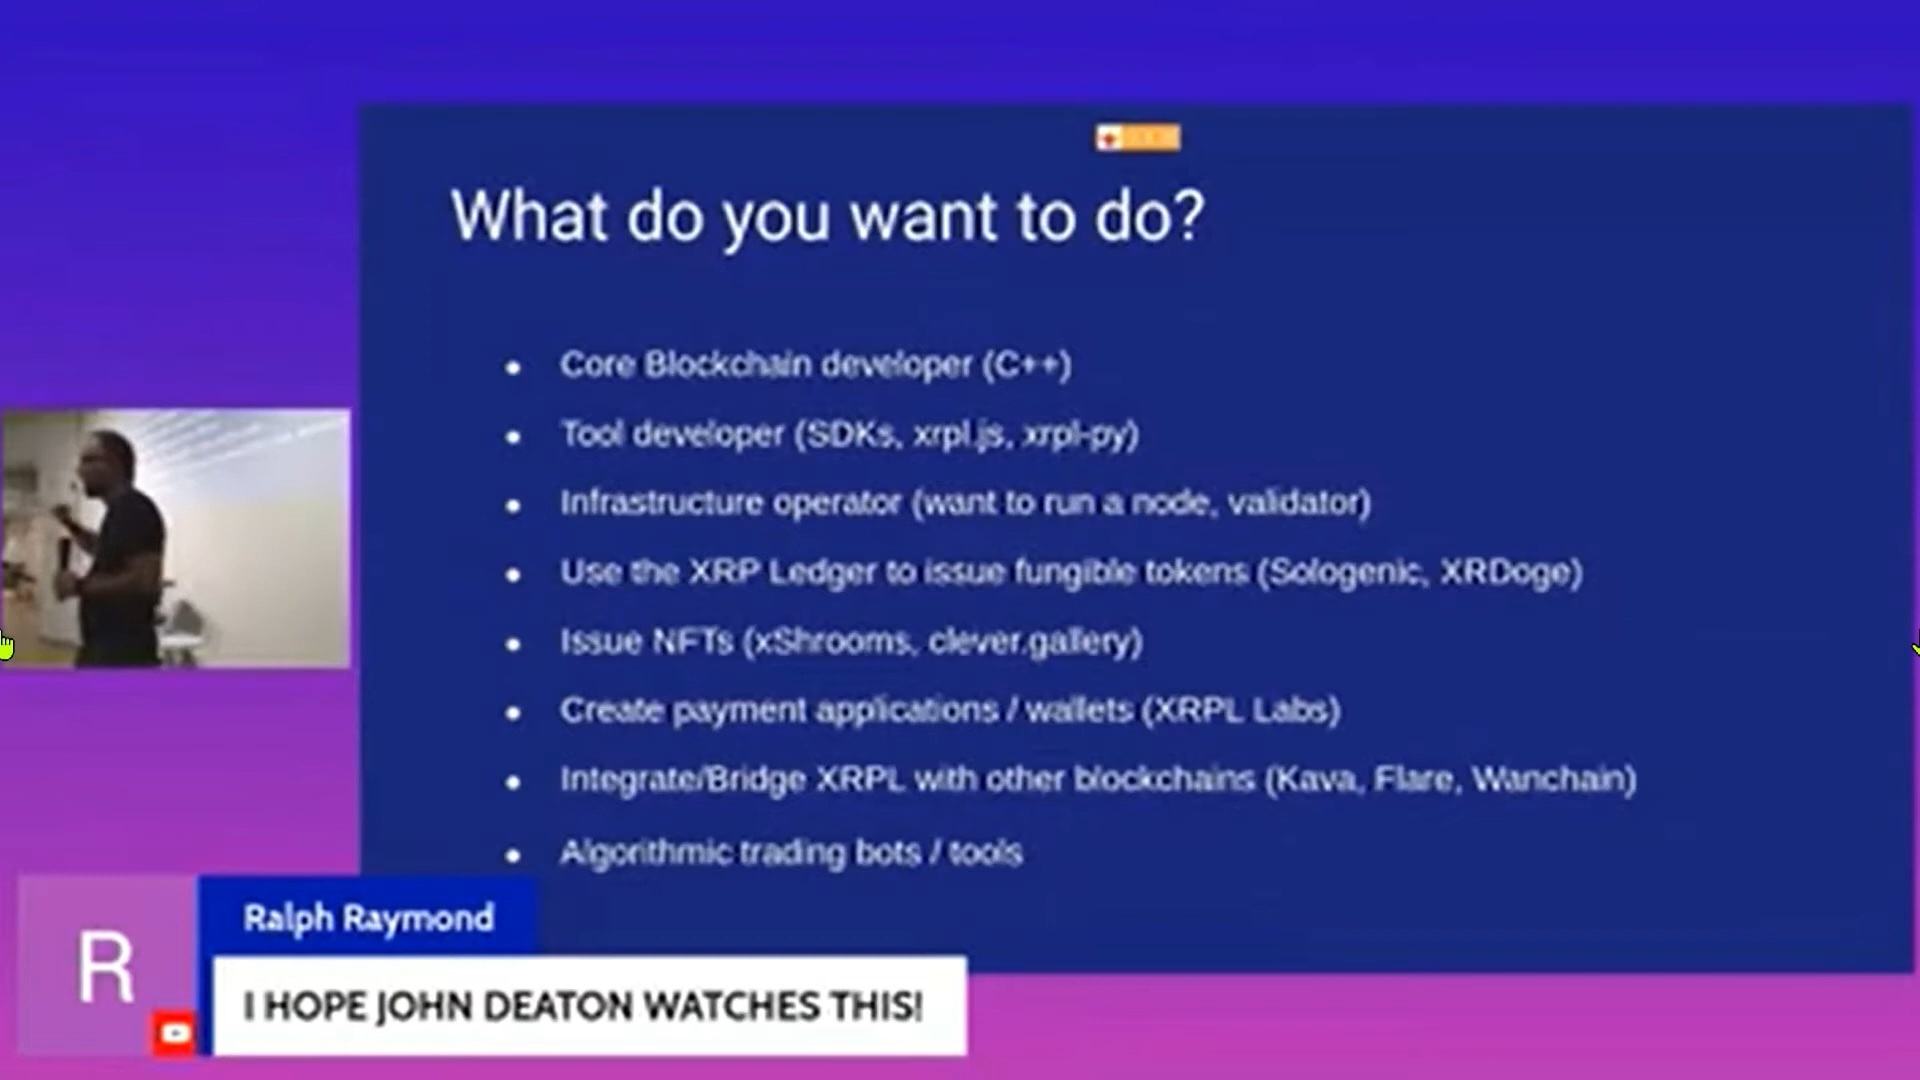 What do you want to do?
Core Blockchain developer (C++)
Tool developer (SDKs, xrpl.js, xrpl-py)
Infrastructure operator (want to run a node, validator)
Use the XRP Ledger to issue fungible tokens (Sologenic, XRDoge)
Issue NFTs (xShrooms, clever.gallery)
Create payment applications / wallets (XRPL Labs)
Integrate/Bridge XRPL with other blockchains (Kava, Flare, Wanchain)
Algorithmic trading bots / tools
R
Ralph Raymond
I HOPE JOHN DEATON WATCHES THIS!